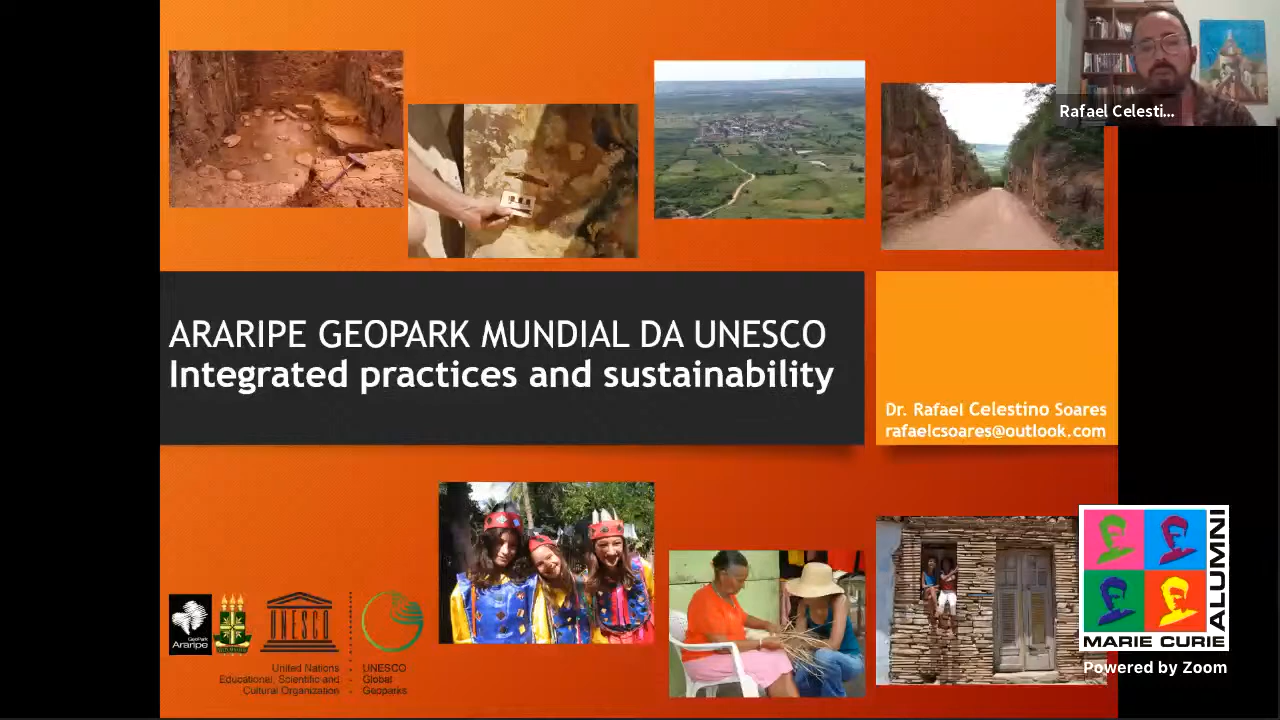 Rafael Celesti...
ARARIPE GEOPARK MUNDIAL DA UNESCO
Integrated practices and sustainability
Dr. Rafael Celestino Soares
rafaelcsoares@outlook.com
GeoPark
Araripe
UNESCO
United Nations
Educational, Scientific and
Cultural Organization
UNESCO
Global
Geoparks
MARIE CURIE
ALUMNI
Powered by Zoom